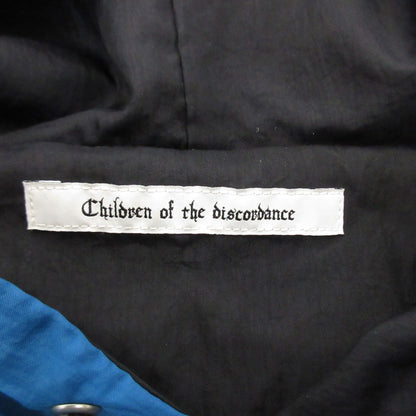 Children of the discordance